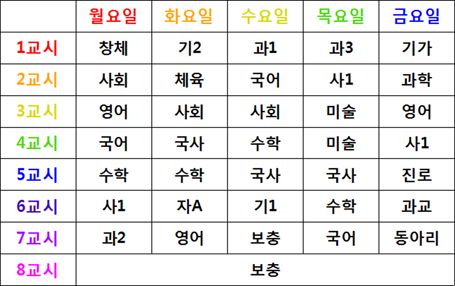 월요일 화요일 수요일 목요일 금요일
1교시 창체 기2 과1 과3 기가
2교시 사회 체육 국어 사1 과학
3교시 영어 사회 사회 미술 영어
4교시 국어 국사 수학 미술 사1
5교시 수학 수학 국사 국사 진로
6교시 사1 자A 기1 수학 과교
7교시 과2 영어 보충 국어 동아리
8교시 보충